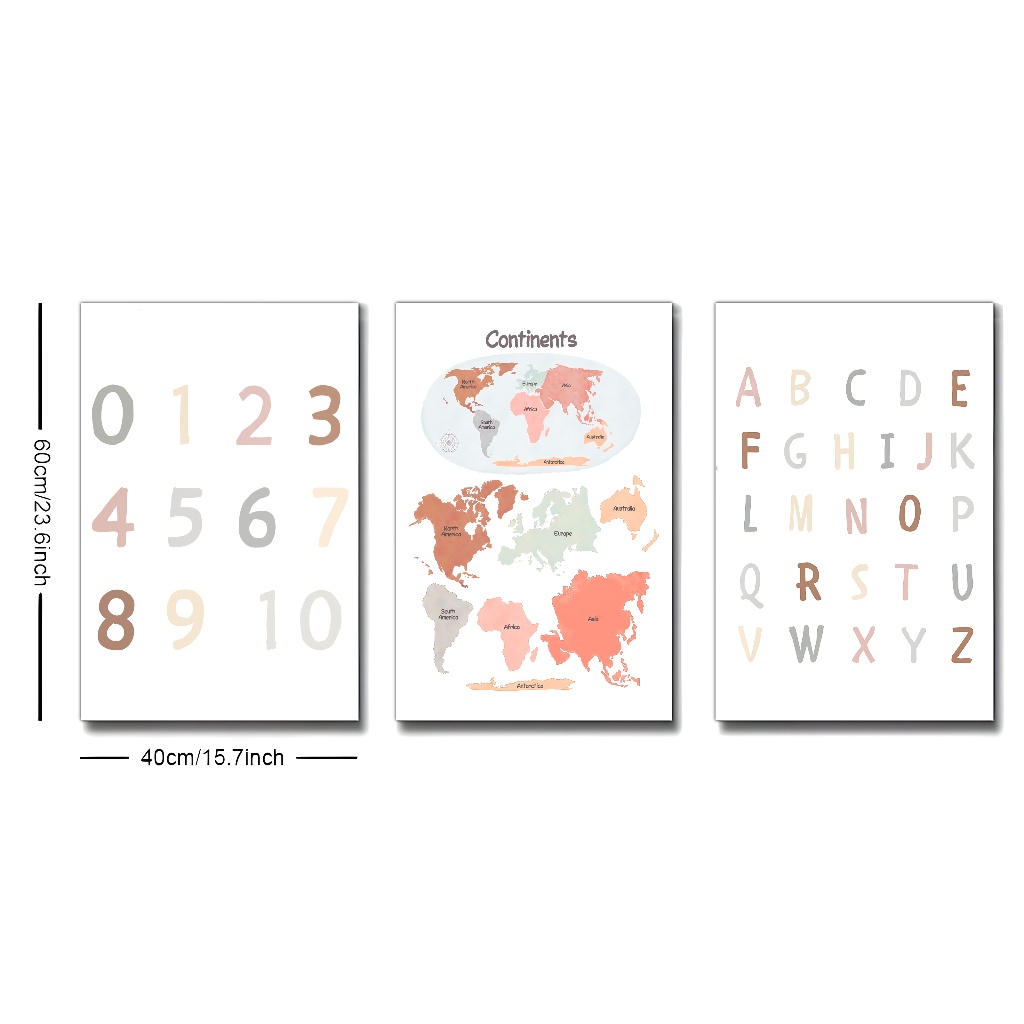 60cm/23.6inch
0 1 2 3
4 5 6 7
8 9 10
40cm/15.7inch
Continents
North
America
Europe
Asia
Africa
South
America
Australia
Antarctica
North
America
Europe
Australia
South
America
Africa
Asia
Antarctica
A B C D E
F G H I J K
L M N O P
Q R S T U
V W X Y Z